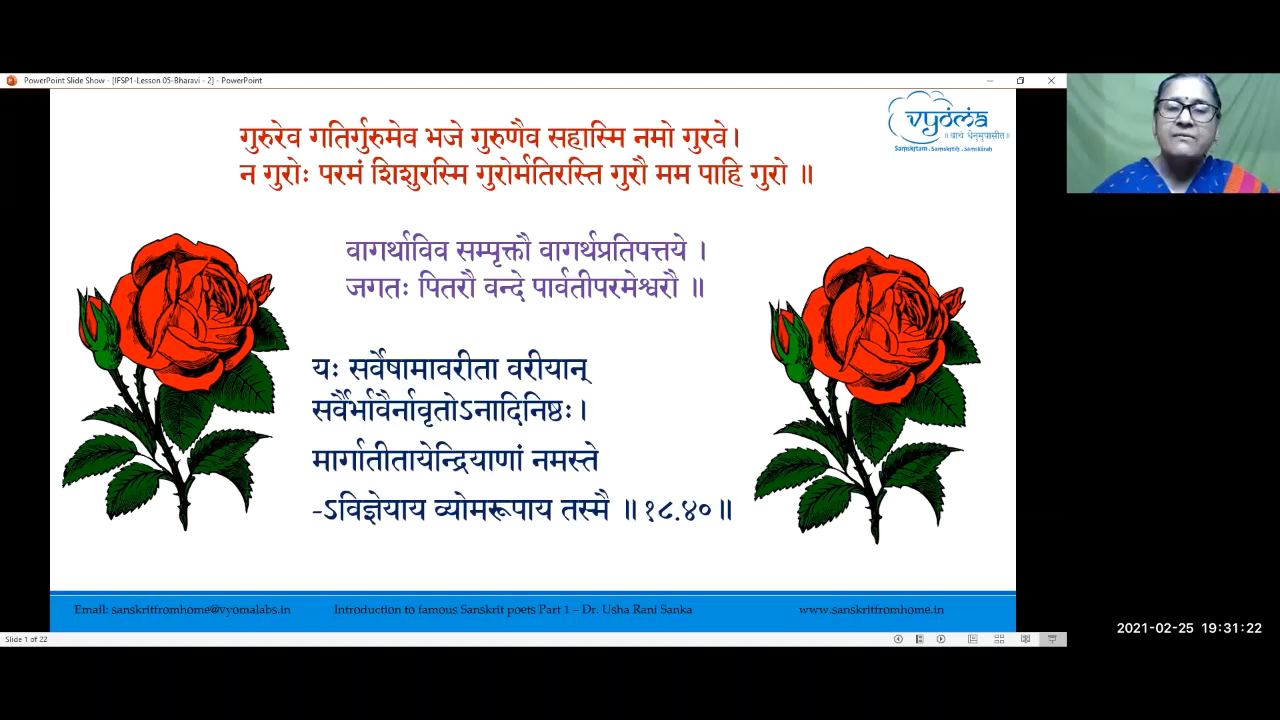 PowerPoint Slide Show - [IFSP1-Lesson 05-Bharavi - 2] - PowerPoint
गुरुरेव गतिर्गुरुमेव भजे गुरुणैव सहास्मि नमो गुरवे।
न गुरोः परमं शिशुरस्मि गुरोर्मतिरस्ति गुरौ मम पाहि गुरो ॥
vyoma
॥ वाचं धेनुमुपासीत॥
Samskrtam . Samskrtih . Samskarah
वागर्थाविव सम्पृक्तौ वागर्थप्रतिपत्तये ।
जगतः पितरौ वन्दे पार्वतीपरमेश्वरौ ॥
यः सर्वेषामावरीता वरीयान्
सर्वैर्भावैर्नावृतोऽनादिनिष्ठः।
मार्गातीतायेन्द्रियाणां नमस्ते
-ऽविज्ञेयाय व्योमरूपाय तस्मै ॥१८.४०॥
Email: sanskritfromhome@vyomalabs.in Introduction to famous Sanskrit poets Part 1 – Dr. Usha Rani Sanka www.sanskritfromhome.in
Slide 1 of 22
2021-02-25 19:31:22